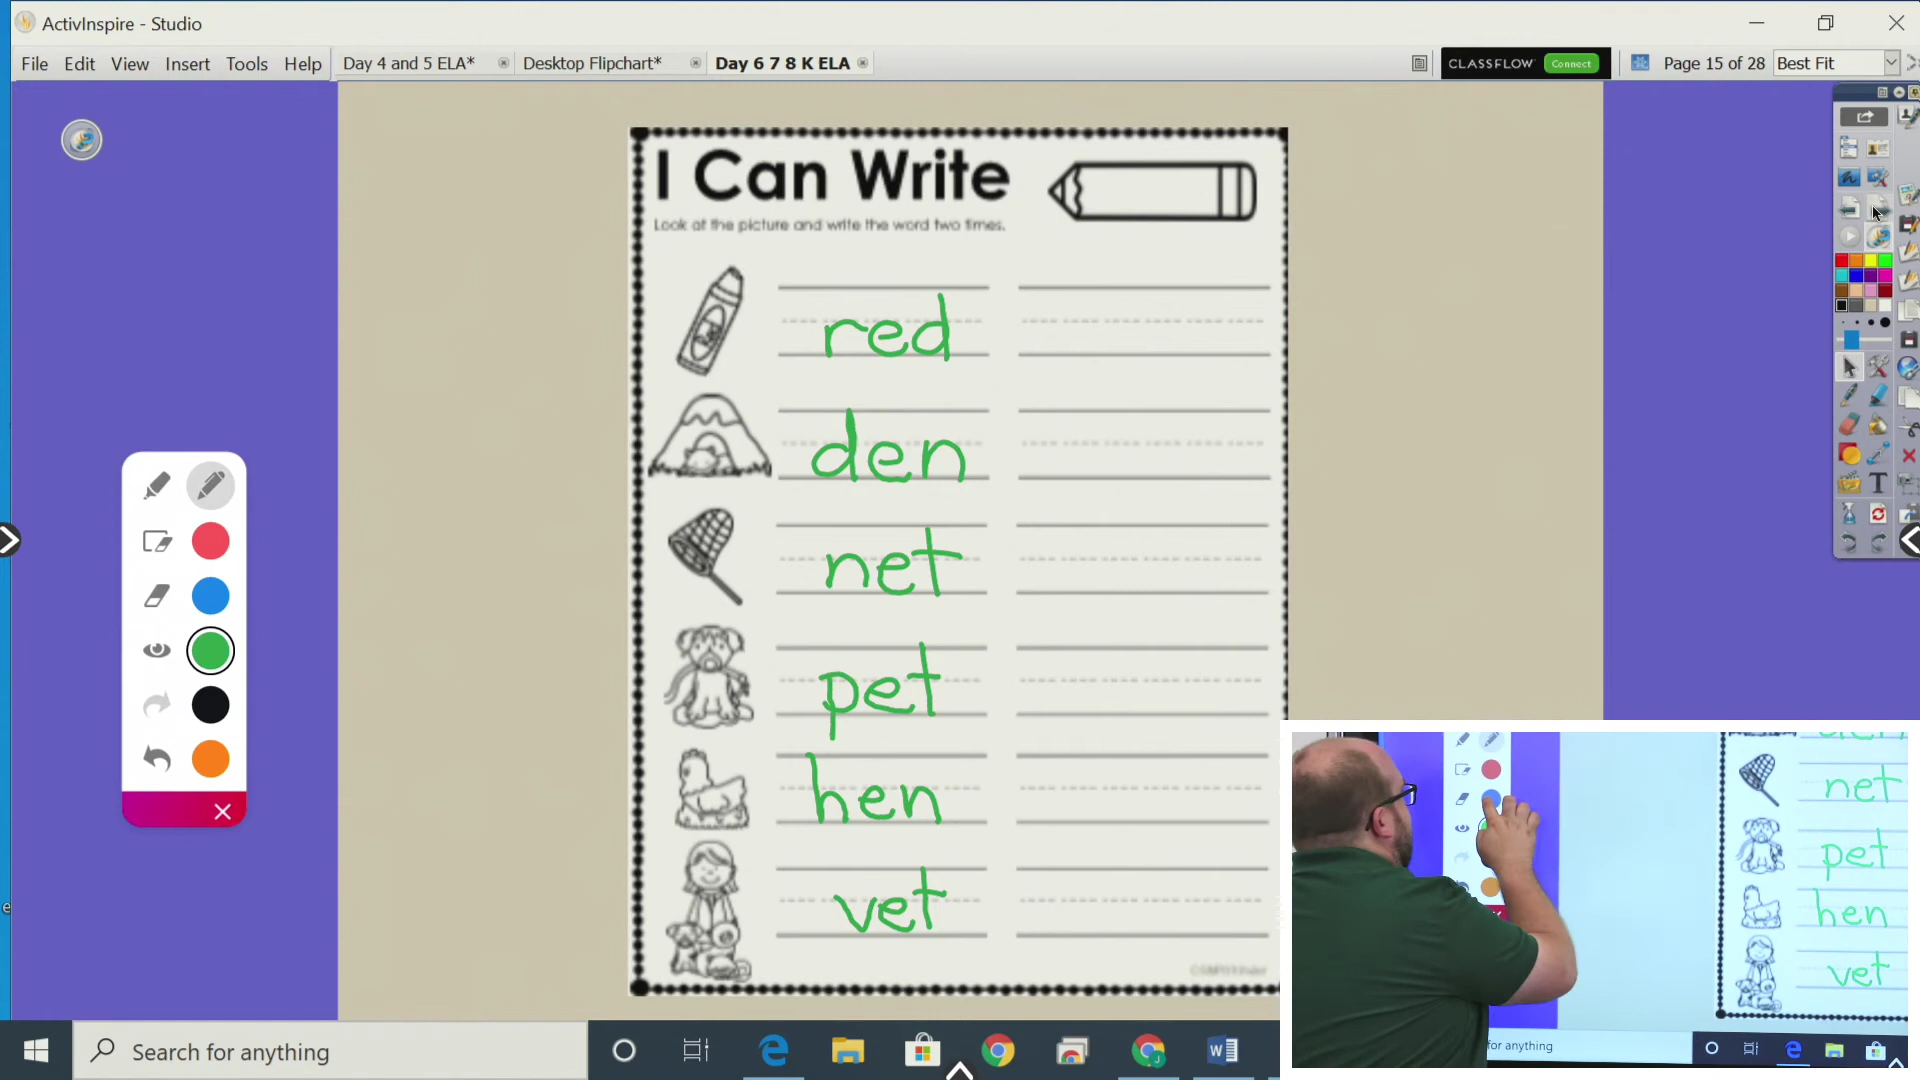 ActivInspire - Studio
File Edit View Insert Tools Help
Day 4 and 5 ELA*
Desktop Flipchart*
Day 6 7 8 K ELA
CLASSFLOW Connect
Page 15 of 28
Best Fit
I Can Write
Look at the picture and write the word two times.
red
den
net
pet
hen
vet
e
net
pet
hen
vet
for anything
Search for anything